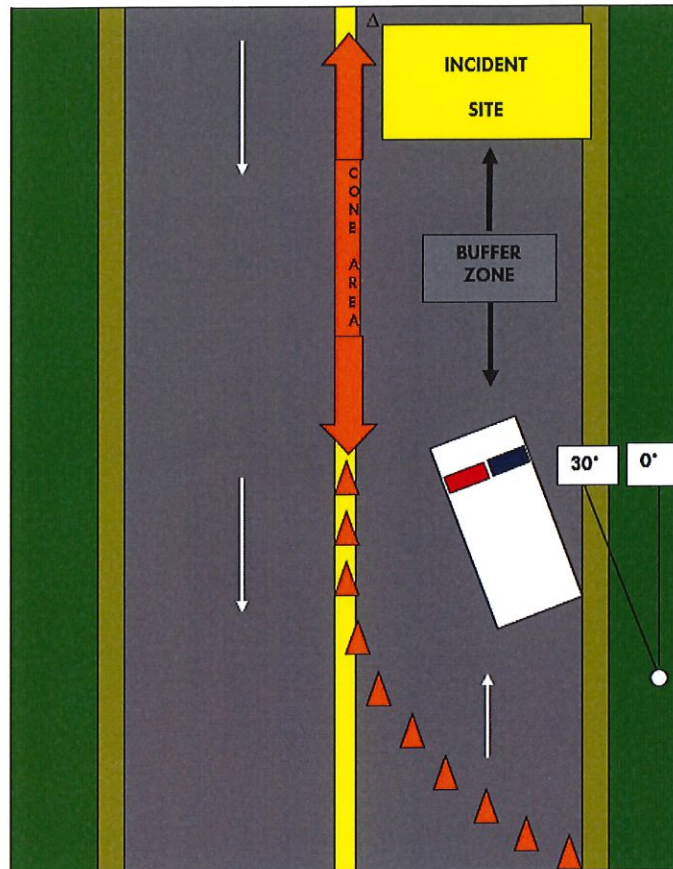 Δ
INCIDENT
SITE
CONE AREA
BUFFER
ZONE
30°
0°